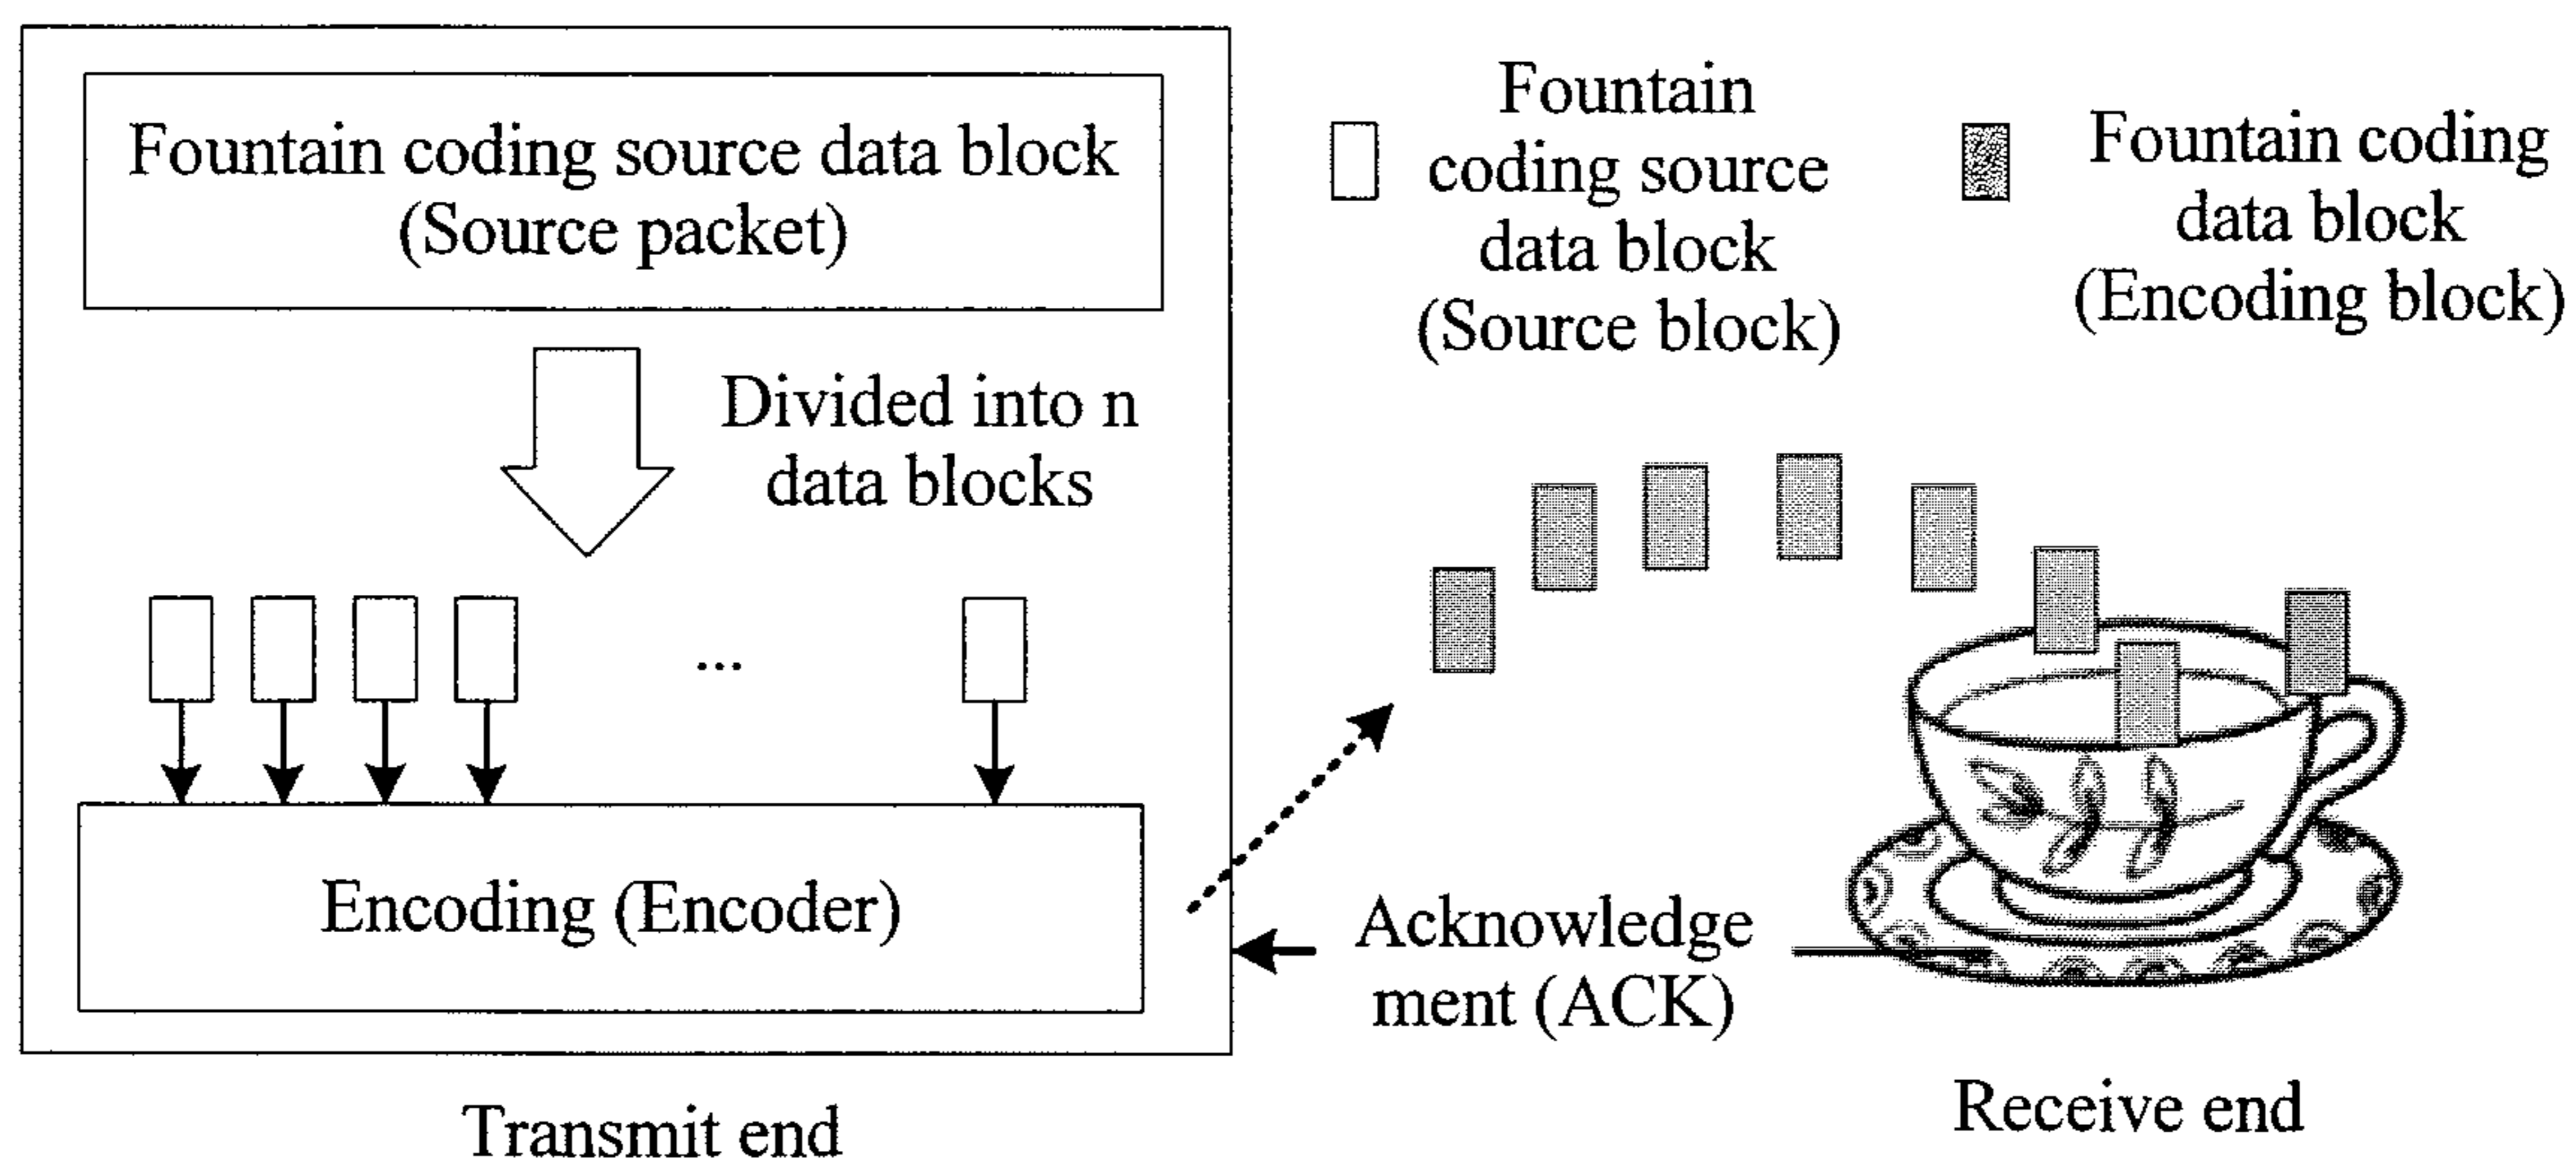 Fountain coding source data block
(Source packet)
Divided into n
data blocks
...
Encoding (Encoder)
Transmit end
Fountain
coding source
data block
(Source block)
Fountain coding
data block
(Encoding block)
Acknowledge
ment (ACK)
Receive end